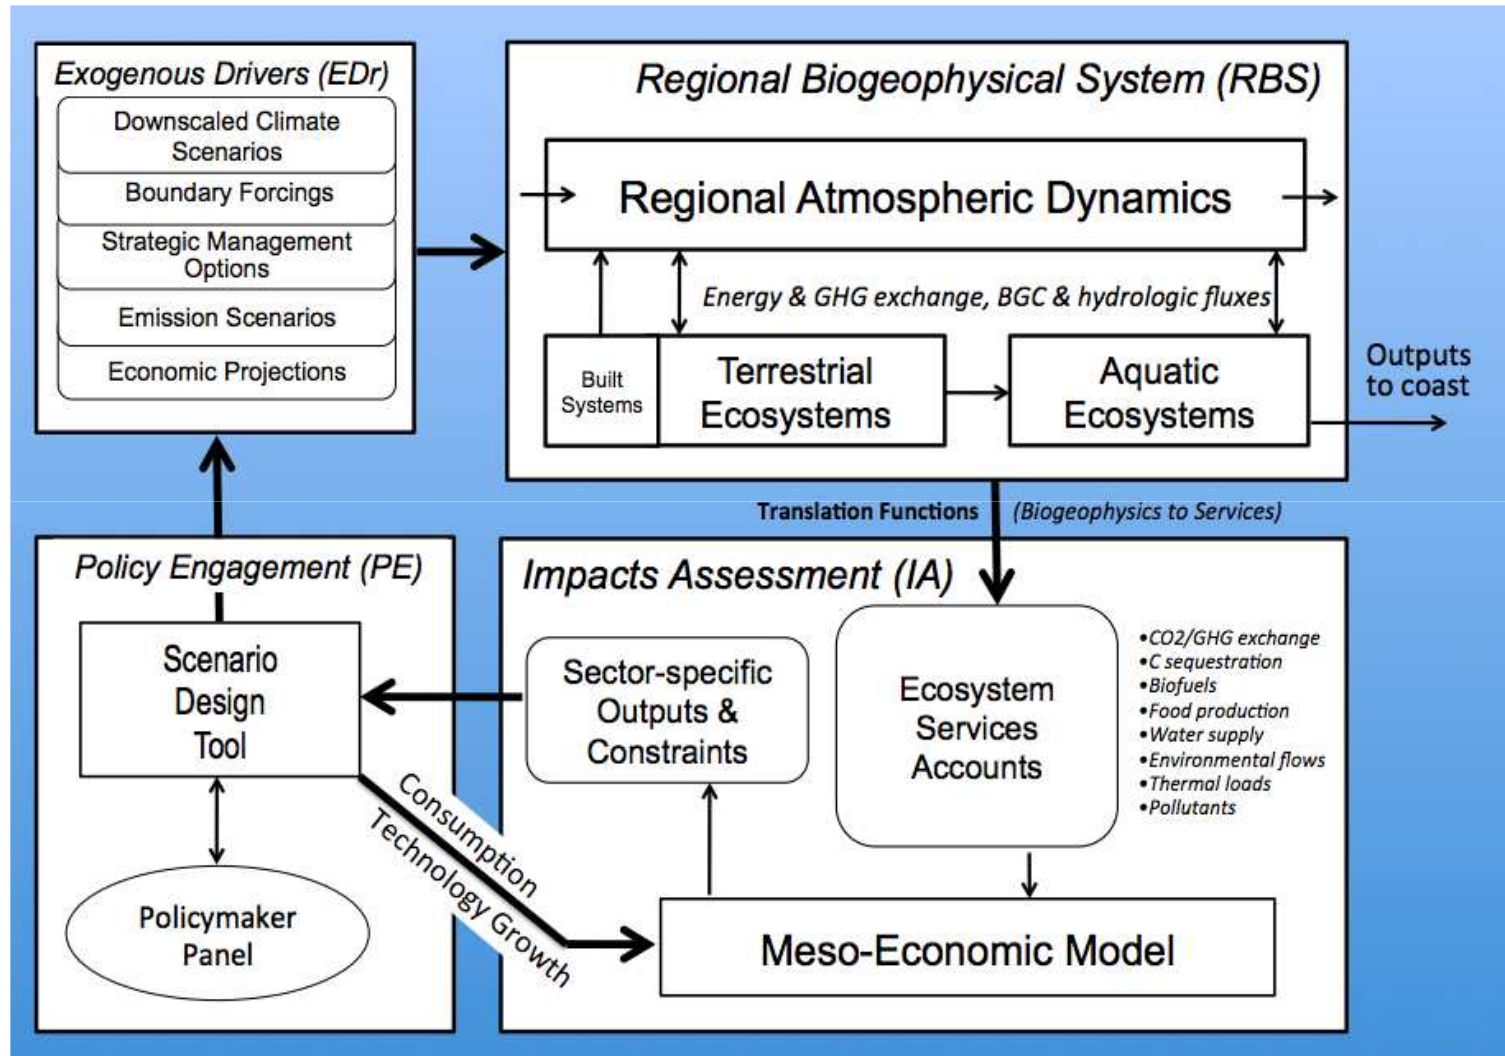 Exogenous Drivers (EDr)
Downscaled Climate
Scenarios
Boundary Forcings
Strategic Management
Options
Emission Scenarios
Economic Projections
Regional Biogeophysical System (RBS)
Regional Atmospheric Dynamics
Energy & GHG exchange, BGC & hydrologic fluxes
Built
Systems
Terrestrial
Ecosystems
Aquatic
Ecosystems
Outputs
to coast
Translation Functions (Biogeophysics to Services)
Policy Engagement (PE)
Scenario
Design
Tool
Policymaker
Panel
Consumption
Technology Growth
Impacts Assessment (IA)
Sector-specific
Outputs &
Constraints
Ecosystem
Services
Accounts
•CO2/GHG exchange
•C sequestration
•Biofuels
•Food production
•Water supply
•Environmental flows
•Thermal loads
•Pollutants
Meso-Economic Model